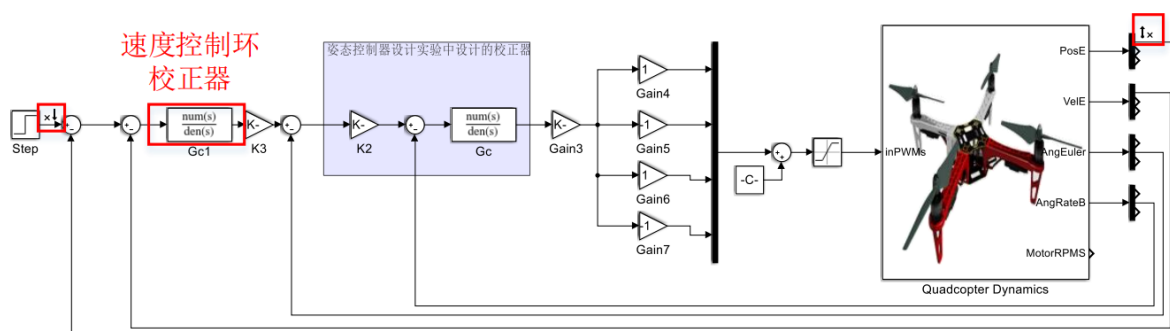 速度控制环
校正器
姿态控制器设计实验中设计的校正器
Step
num(s)
den(s)
Gc1
K-
K3
K-
K2
num(s)
den(s)
Gc
K-
Gain3
1
Gain4
1
Gain5
1
Gain6
-1
Gain7
-C-
inPWMs
PosE
VelE
AngEuler
AngRateB
MotorRPMS
Quadcopter Dynamics